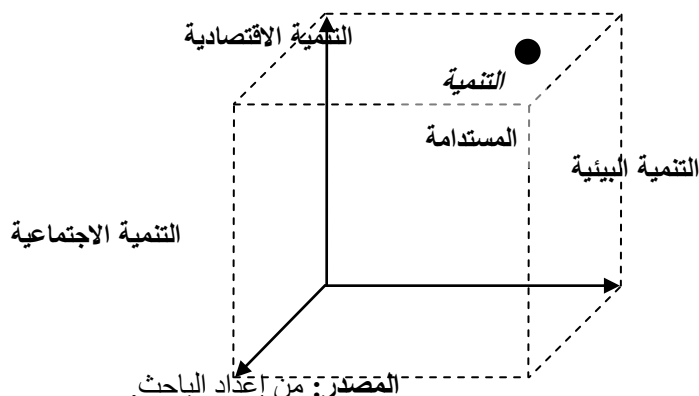 التنمية الاقتصادية
التنمية
المستدامة
التنمية البيئية
التنمية الاجتماعية
المصدر: من إعداد الباحث.